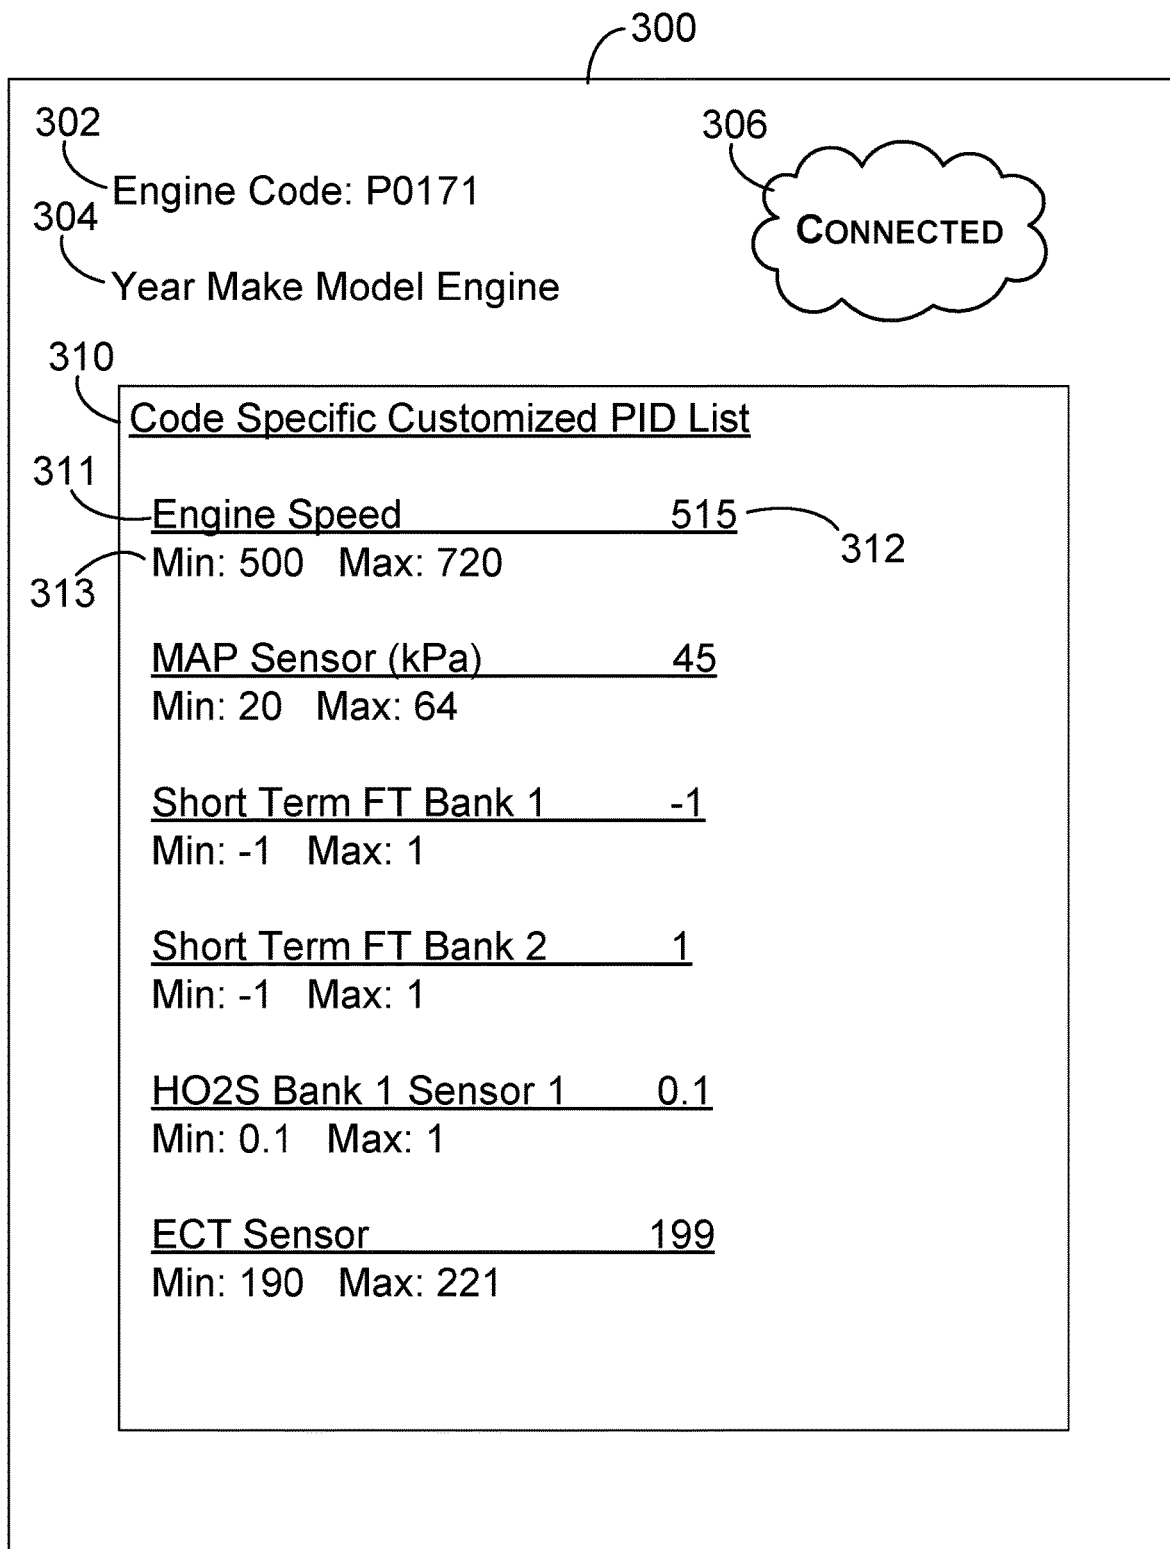 300
302
306
Engine Code: P0171
CONNECTED
304
Year Make Model Engine
310
Code Specific Customized PID List
311
Engine Speed 515
312
313
Min: 500 Max: 720
MAP Sensor (kPa) 45
Min: 20 Max: 64
Short Term FT Bank 1 -1
Min: -1 Max: 1
Short Term FT Bank 2 1
Min: -1 Max: 1
HO2S Bank 1 Sensor 1 0.1
Min: 0.1 Max: 1
ECT Sensor 199
Min: 190 Max: 221